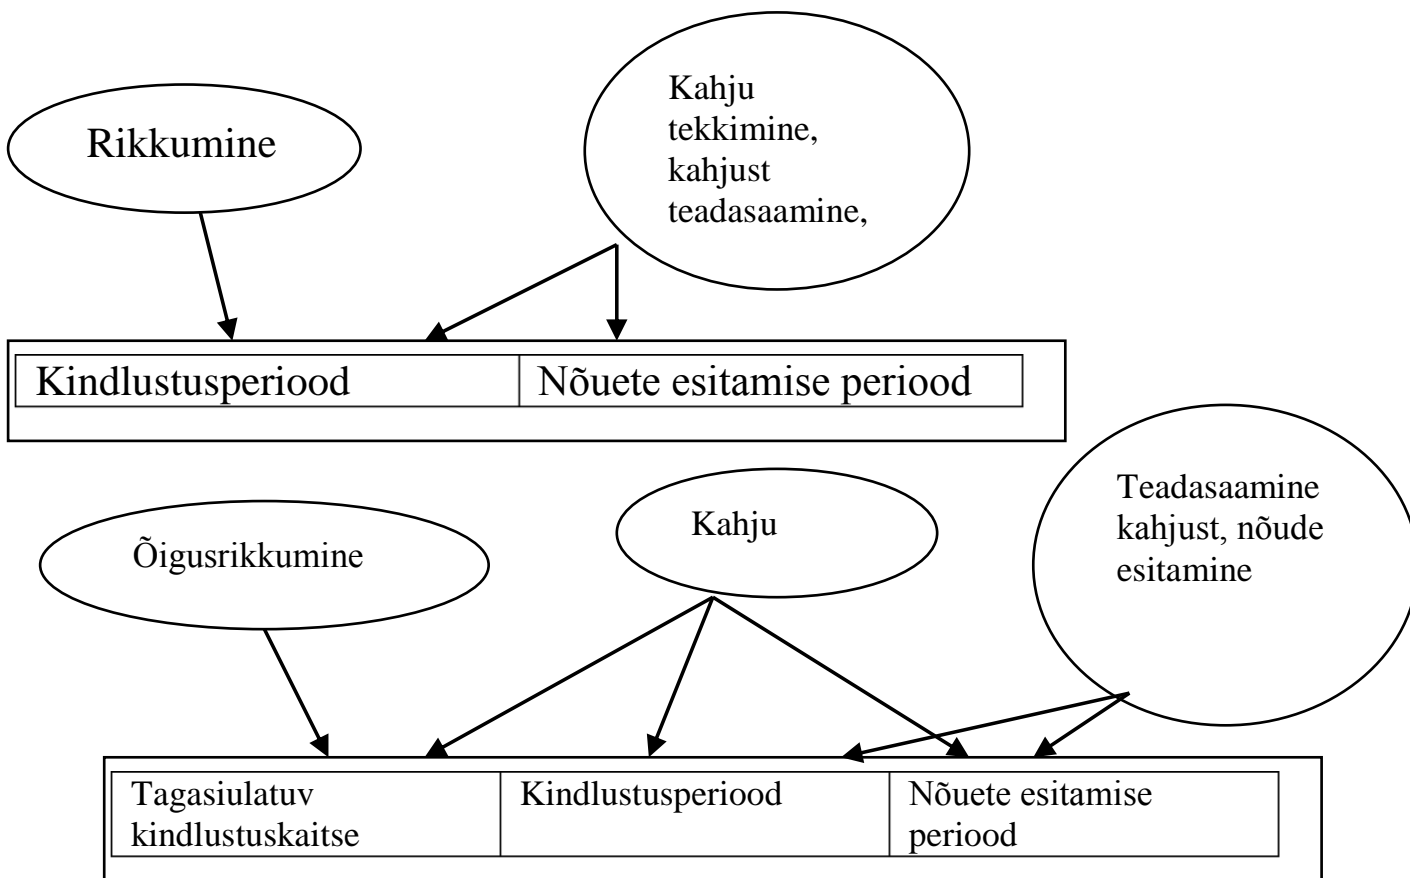 Rikkumine
Kahju
tekkimine,
kahjust
teadasaamine,
Kindlustusperiood
Nõuete esitamise periood
Õigusrikkumine
Kahju
Teadasaamine
kahjust, nõude
esitamine
Tagasiulatuv
kindlustuskaitse
Kindlustusperiood
Nõuete esitamise
periood